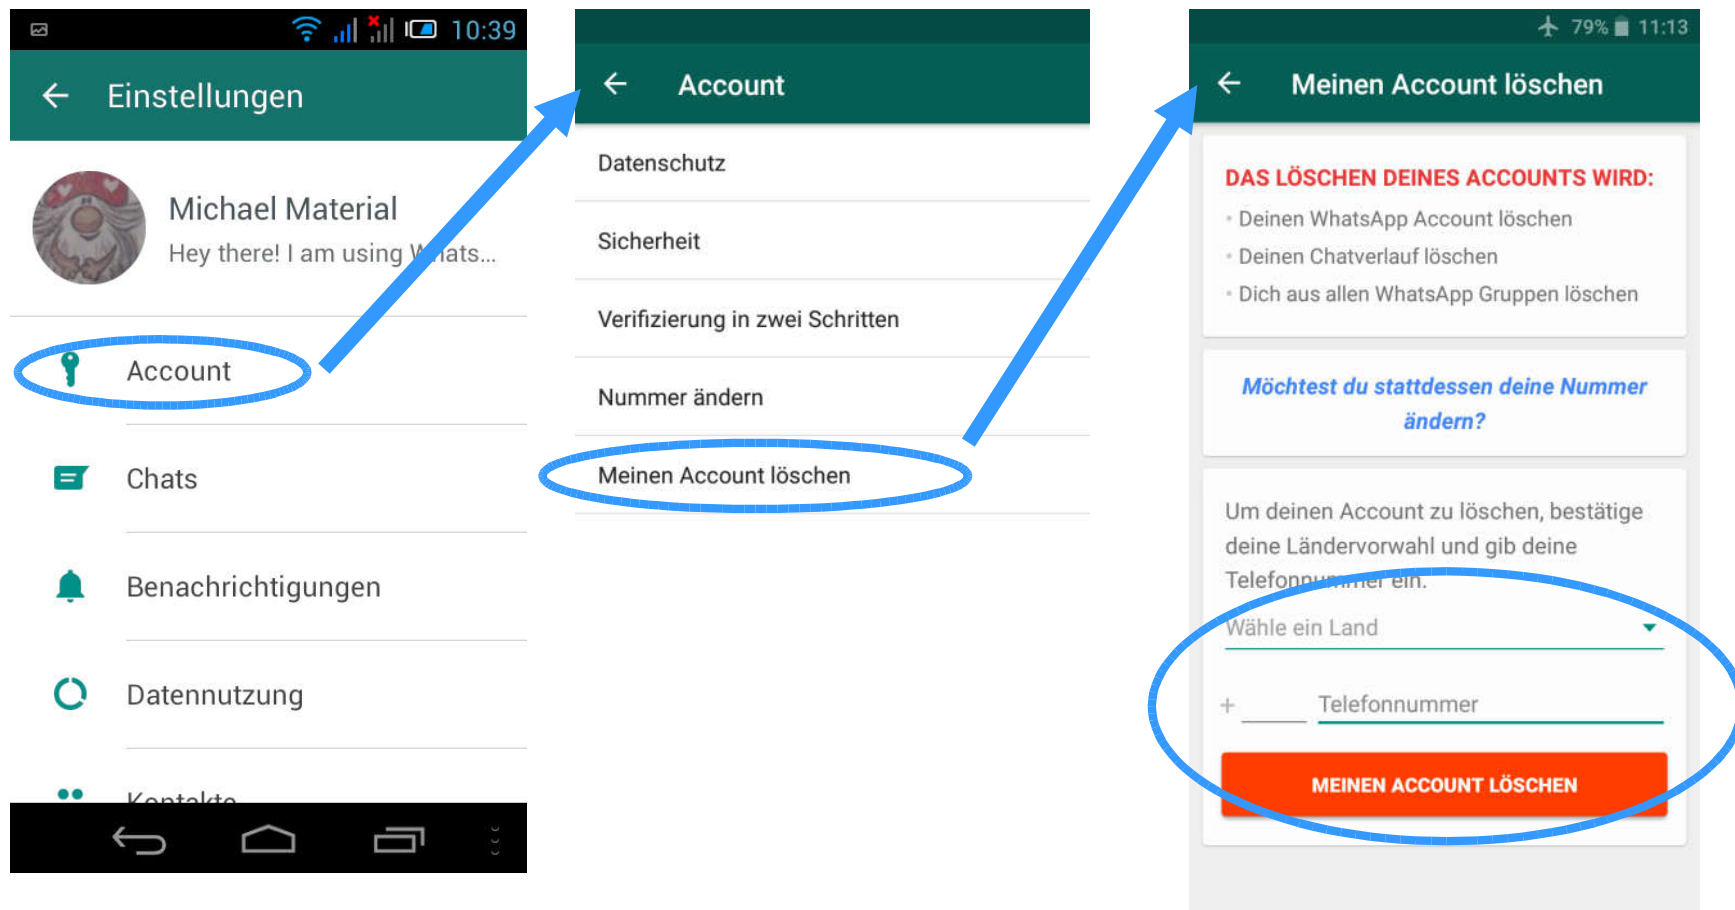 10:39
Einstellungen
Michael Material
Hey there! I am using Whats...
Account
Chats
Benachrichtigungen
Datennutzung
Kontakte
Account
Datenschutz
Sicherheit
Verifizierung in zwei Schritten
Nummer ändern
Meinen Account löschen
79% 11:13
Meinen Account löschen
DAS LÖSCHEN DEINES ACCOUNTS WIRD:
• Deinen WhatsApp Account löschen
• Deinen Chatverlauf löschen
• Dich aus allen WhatsApp Gruppen löschen
Möchtest du stattdessen deine Nummer
ändern?
Um deinen Account zu löschen, bestätige
deine Ländervorwahl und gib deine
Telefonnummer ein.
Wähle ein Land
+ Telefonnummer
MEINEN ACCOUNT LÖSCHEN